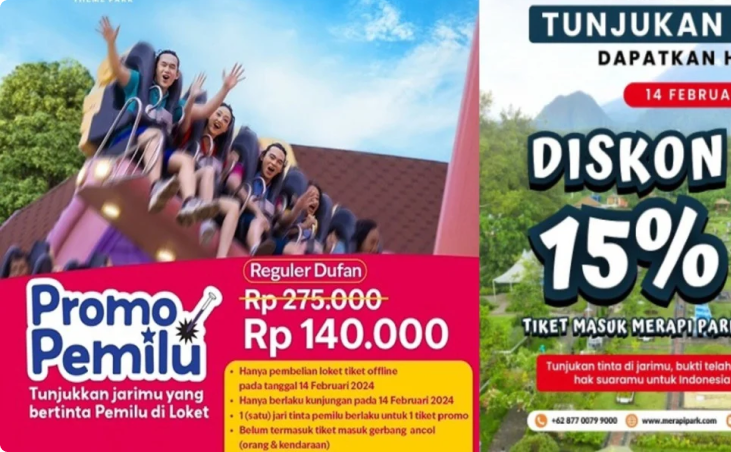 THEME PARK
Promo
Pemilu
Tunjukkan jarimu yang
bertinta Pemilu di Loket
Reguler Dufan
Rp 275.000
Rp 140.000
• Hanya pembelian loket tiket offline
pada tanggal 14 Februari 2024
• Hanya berlaku kunjungan pada 14 Februari 2024
• 1 (satu) jari tinta pemilu berlaku untuk 1 tiket promo
• Belum termasuk tiket masuk gerbang ancol
(orang & kendaraan)
TUNJUKAN
DAPATKAN H
14 FEBRUA
DISKON
15%
TIKET MASUK MERAPI PARK
Tunjukan tinta di jarimu, bukti telah
hak suaramu untuk Indonesia
+62 877 0079 9000 www.merapipark.com